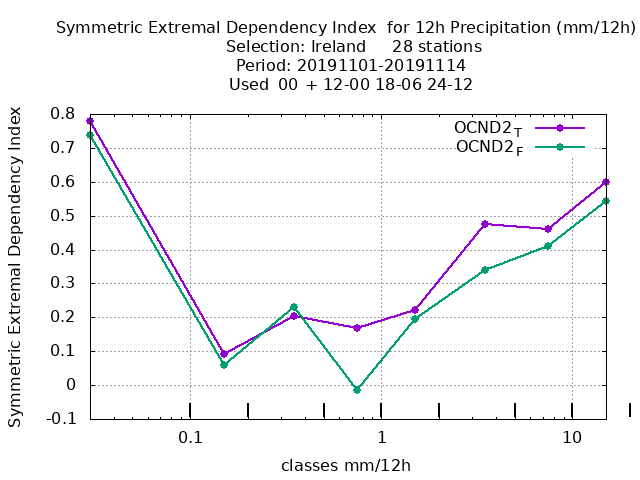 Symmetric Extremal Dependency Index  for 12h Precipitation (mm/12h)
Selection: Ireland     28 stations
Period: 20191101-20191114
Used  00  + 12-00 18-06 24-12
OCND2T
OCND2F
Symmetric Extremal Dependency Index
0.8
0.7
0.6
0.5
0.4
0.3
0.2
0.1
0
-0.1
0.1
1
10
classes mm/12h